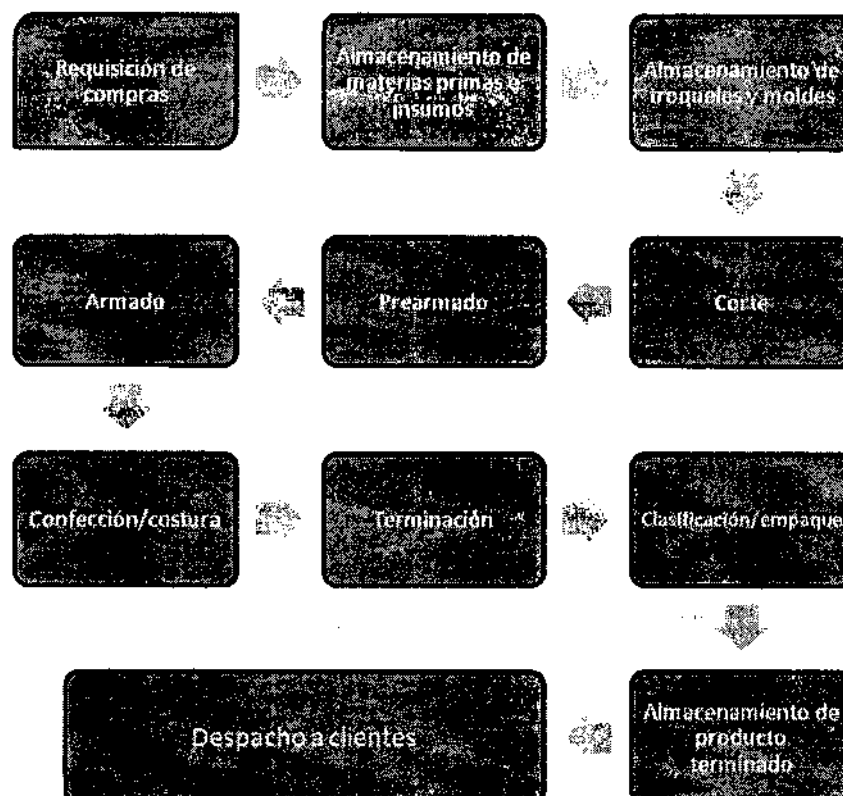 Requisición de
compras
Almacenamiento de
materias primas e
insumos
Almacenamiento de
troqueles y moldes
Armado
Prearmado
Corte
Confección/costura
Terminación
Clasificación/empaque
Despacho a clientes
Almacenamiento de
producto
terminado